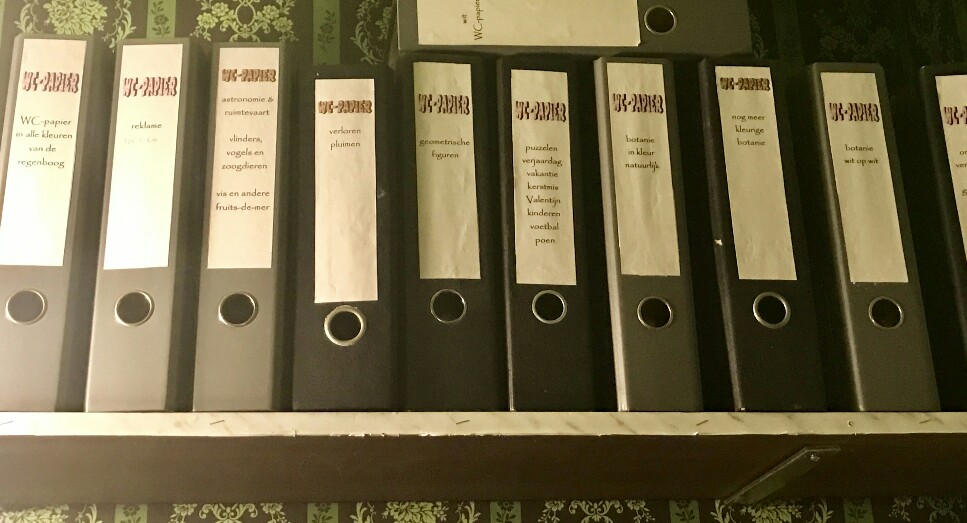 wit
WC-papier
WC-PAPIER
WC-papier
in alle kleuren
van de
regenboog
WC-PAPIER
reklame
WC-PAPIER
astronomie &
ruimtevaart
vlinders,
vogels en
zoogdieren
vis en andere
fruits-de-mer
WC-PAPIER
verloren
pluimen
WC-PAPIER
geometrische
figuren
WC-PAPIER
puzzelen
verjaardag
vakantie
kerstmis
Valentijn
kinderen
voetbal
poen
WC-PAPIER
botanie
in kleur
natuurlijk
WC-PAPIER
nog meer
kleurige
botanie
WC-PAPIER
botanie
wit op wit